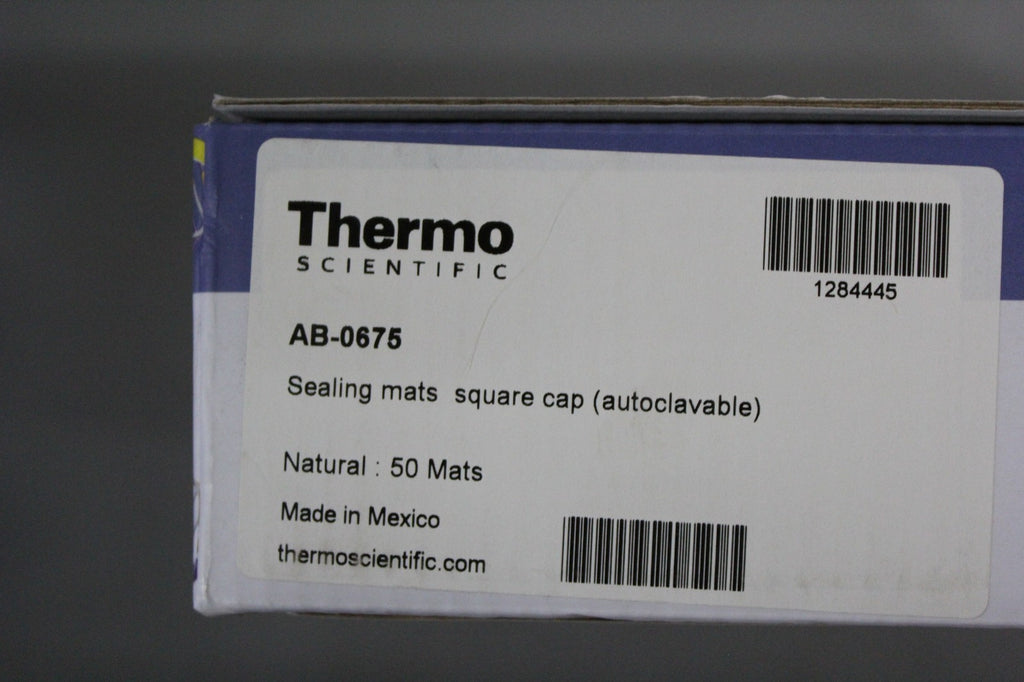 Thermo
SCIENTIFIC
1284445
AB-0675
Sealing mats square cap (autoclavable)
Natural : 50 Mats
Made in Mexico
thermoscientific.com